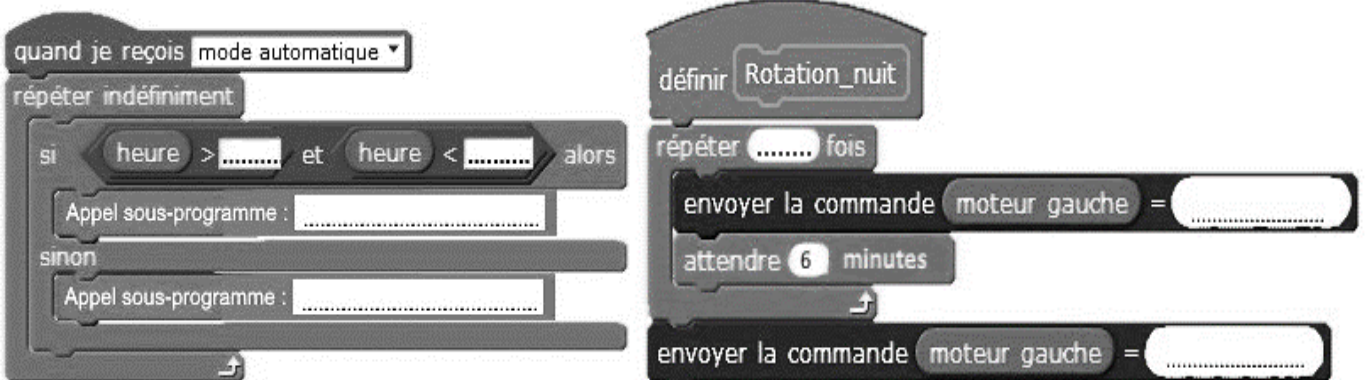 quand je reçois mode automatique
répéter indéfiniment
si heure > ......... et heure < .......... alors
Appel sous-programme : .......................................
sinon
Appel sous-programme : .......................................
définir Rotation_nuit
répéter ........ fois
envoyer la commande moteur gauche = ........................
attendre 6 minutes
envoyer la commande moteur gauche = ........................